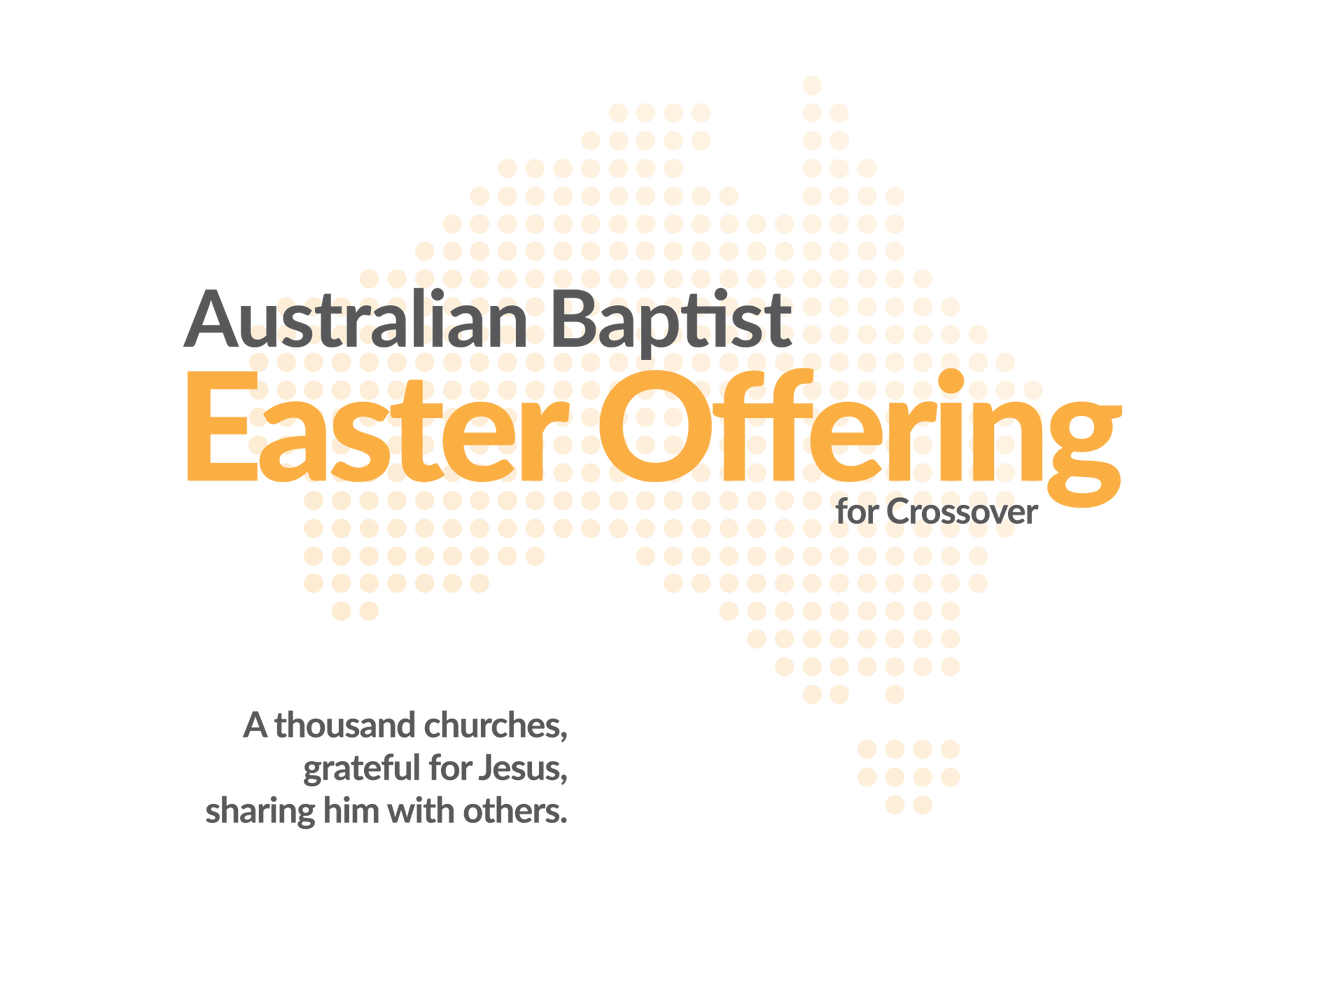 Australian Baptist
Easter Offering
for Crossover
A thousand churches,
grateful for Jesus,
sharing him with others.